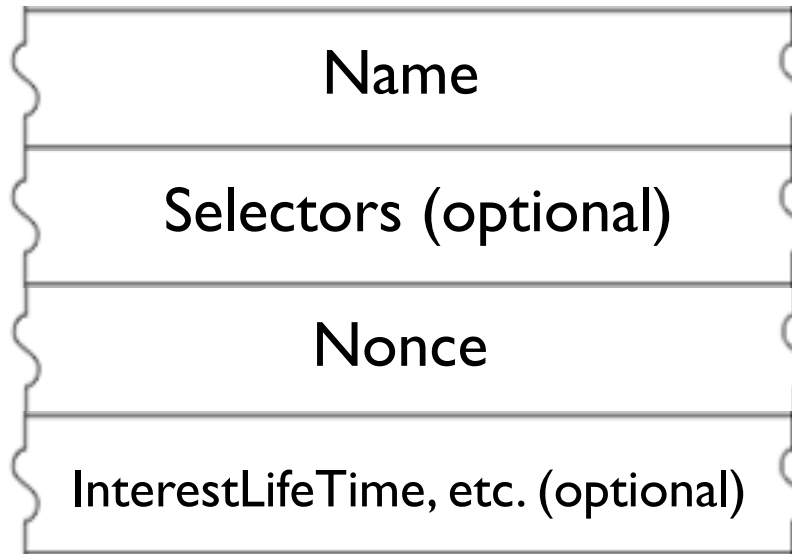 Name
Selectors (optional)
Nonce
InterestLifeTime, etc. (optional)